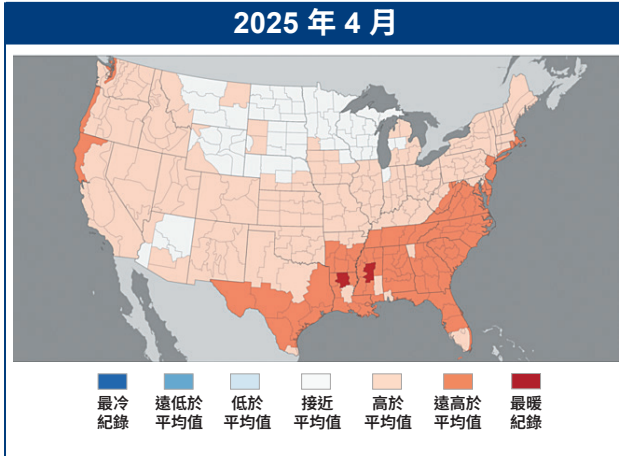 2025 年 4 月
最冷
紀錄
遠低於
平均值
低於
平均值
接近
平均值
高於
平均值
遠高於
平均值
最暖
紀錄